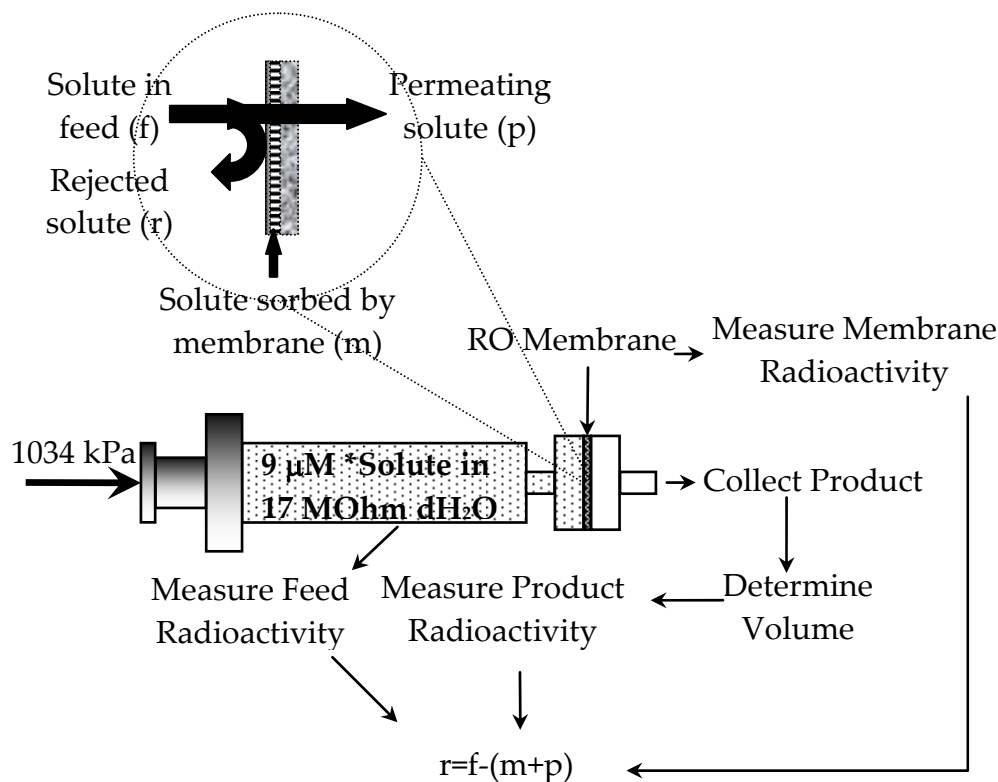 Solute in
feed (f)
Permeating
solute (p)
Rejected
solute (r)
Solute sorbed by
membrane (m)
RO Membrane
Measure Membrane
Radioactivity
1034 kPa
9 µM *Solute in
17 MOhm dH₂O
Collect Product
Measure Feed
Radioactivity
Measure Product
Radioactivity
Determine
Volume
r=f-(m+p)